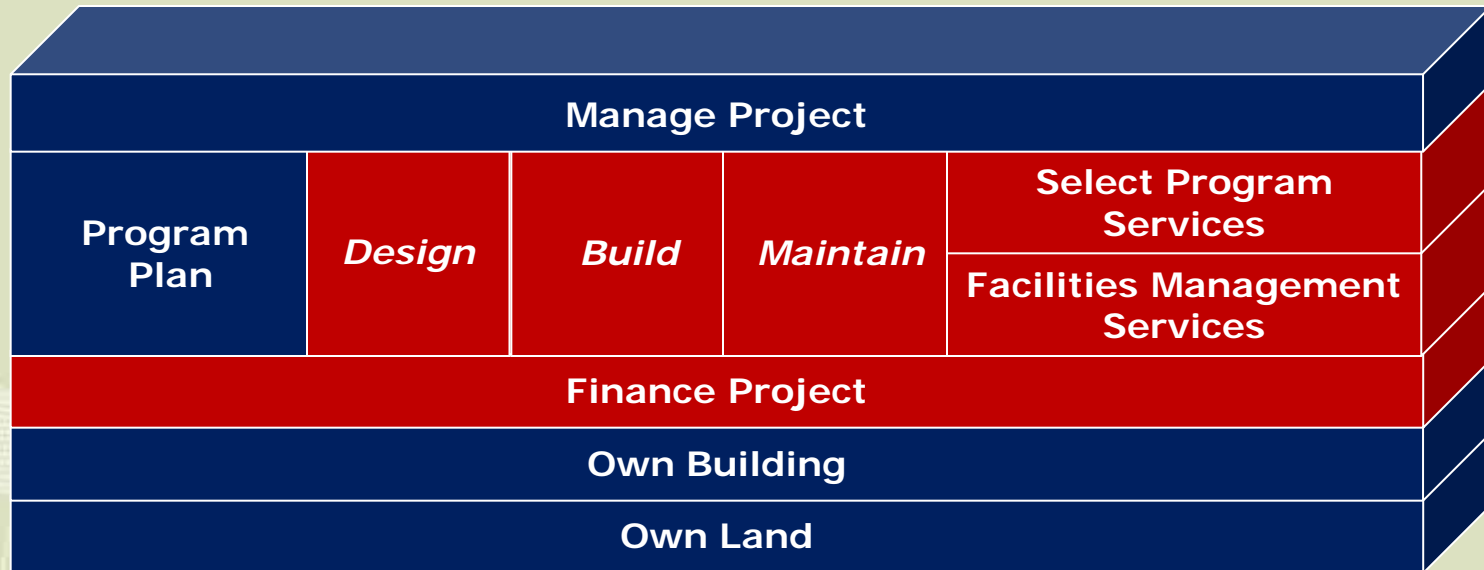 Manage Project
Program
Plan
Design
Build
Maintain
Select Program
Services
Facilities Management
Services
Finance Project
Own Building
Own Land